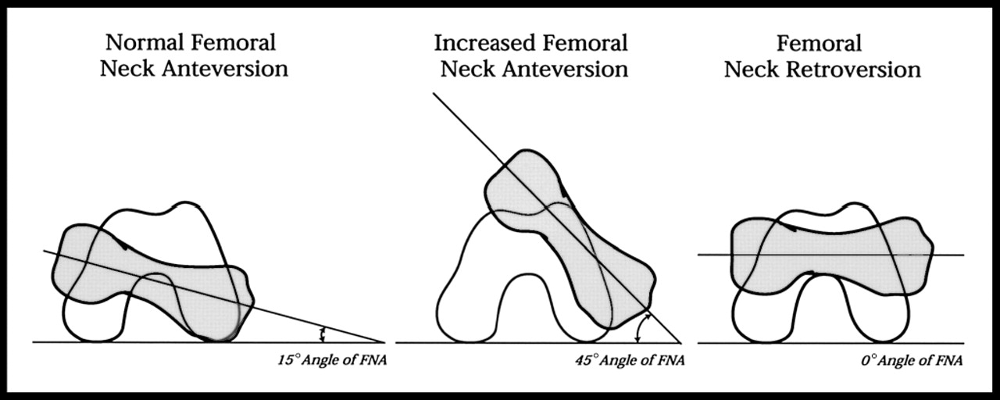 Normal Femoral
Neck Anteversion
Increased Femoral
Neck Anteversion
Femoral
Neck Retroversion
15° Angle of FNA
45° Angle of FNA
0° Angle of FNA